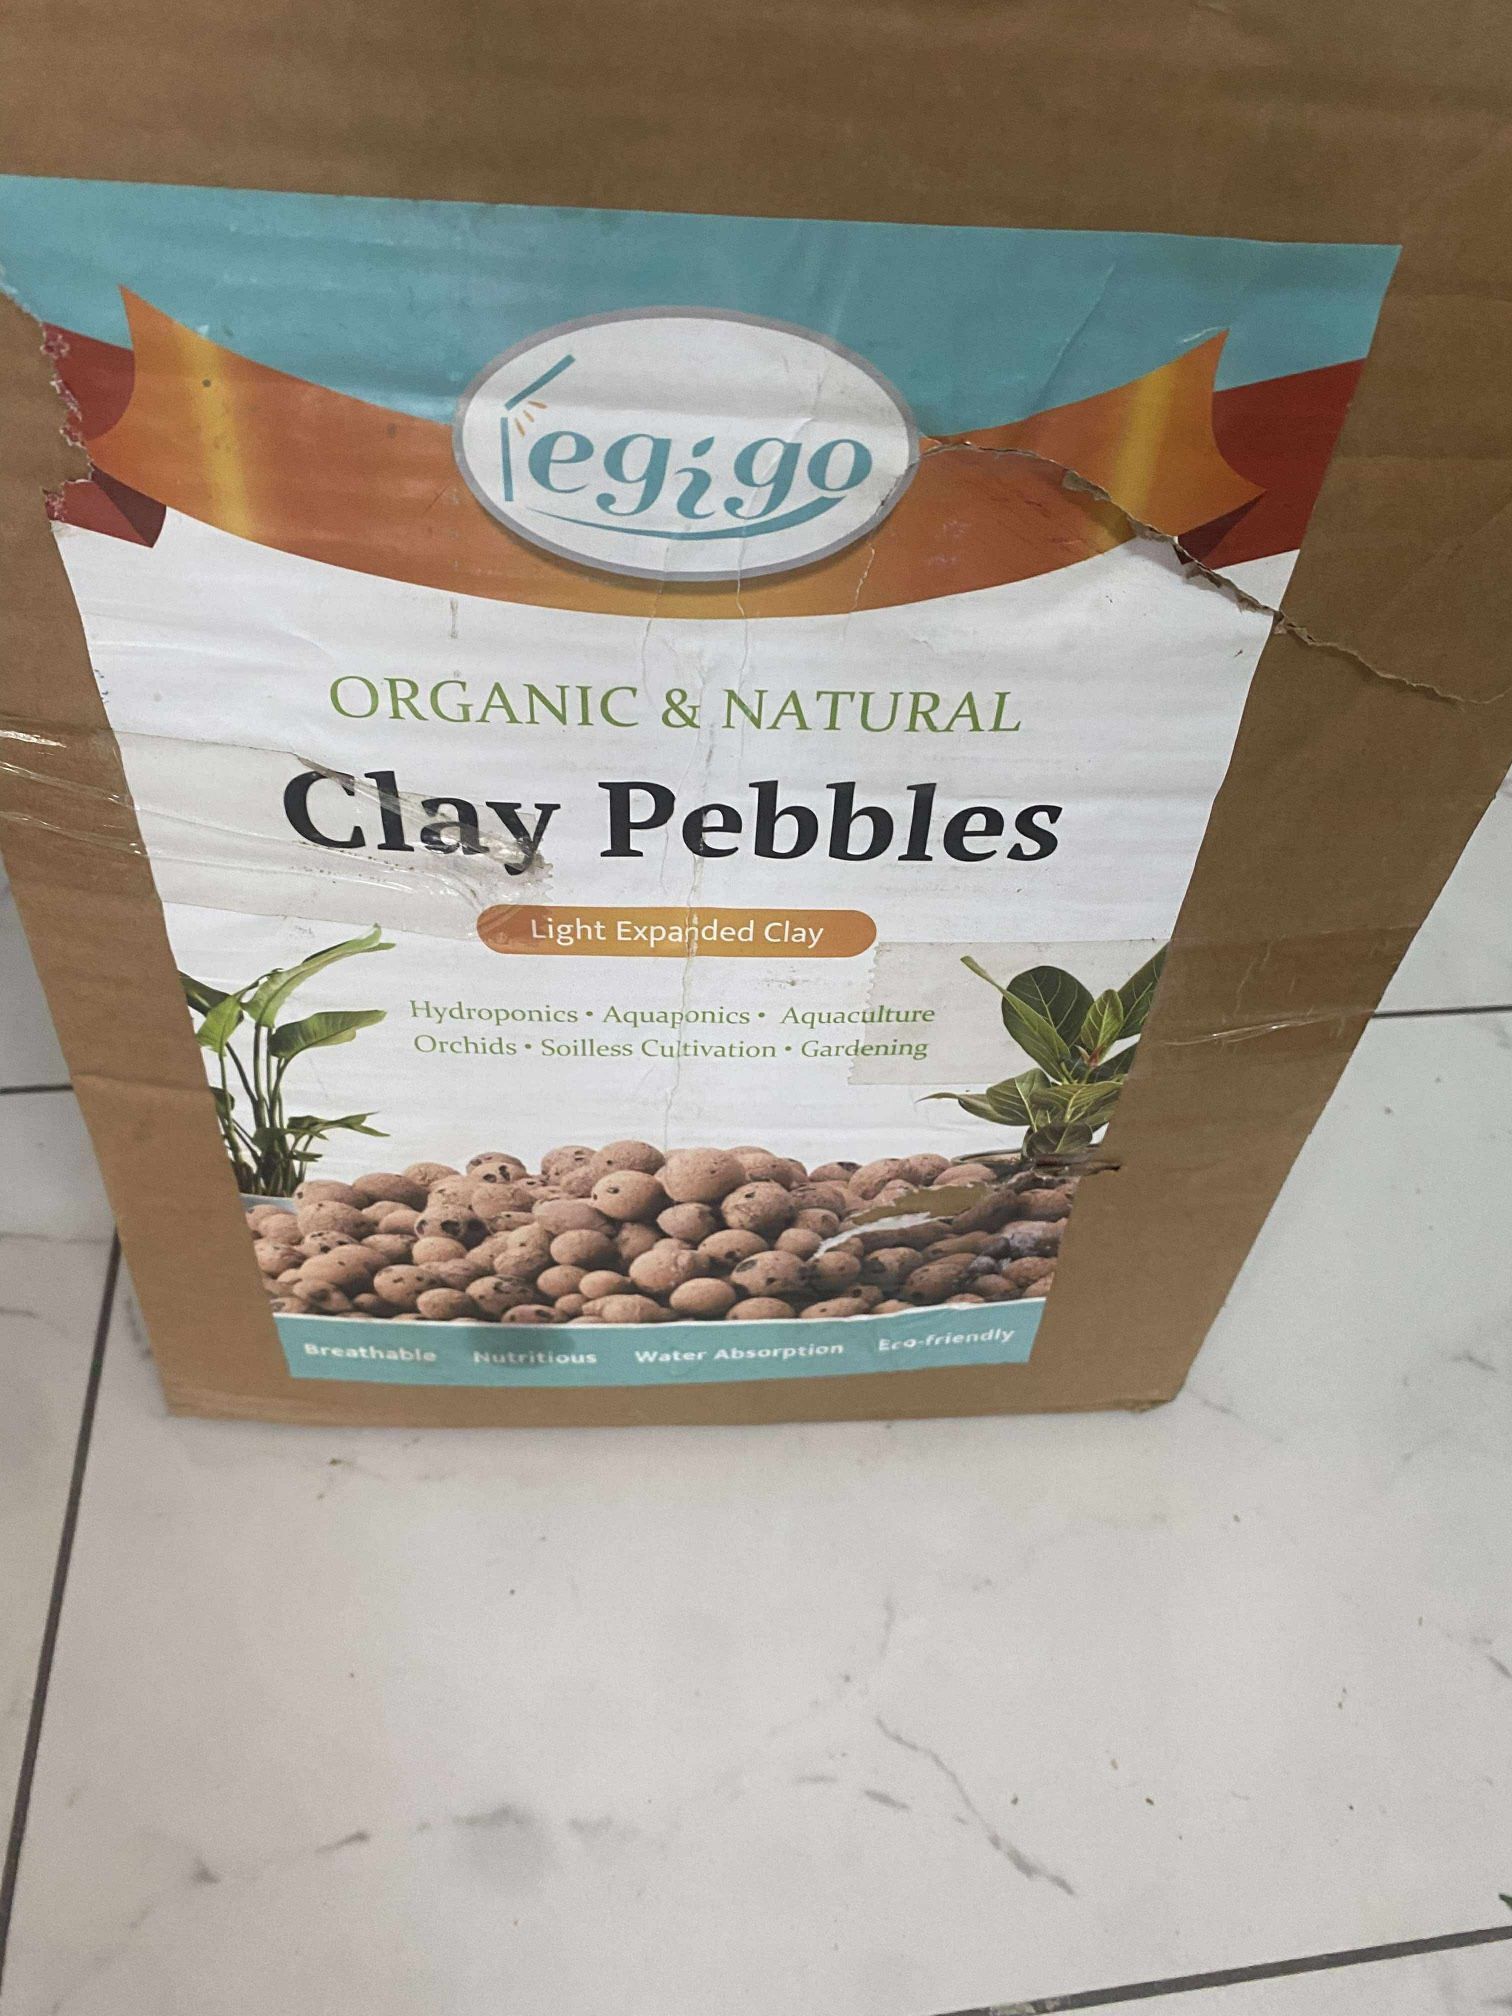 legigo
ORGANIC & NATURAL
Clay Pebbles
Light Expanded Clay
Hydroponics • Aquaponics • Aquaculture
Orchids • Soilless Cultivation • Gardening
Breathable Nutritious Water Absorption Eco-friendly